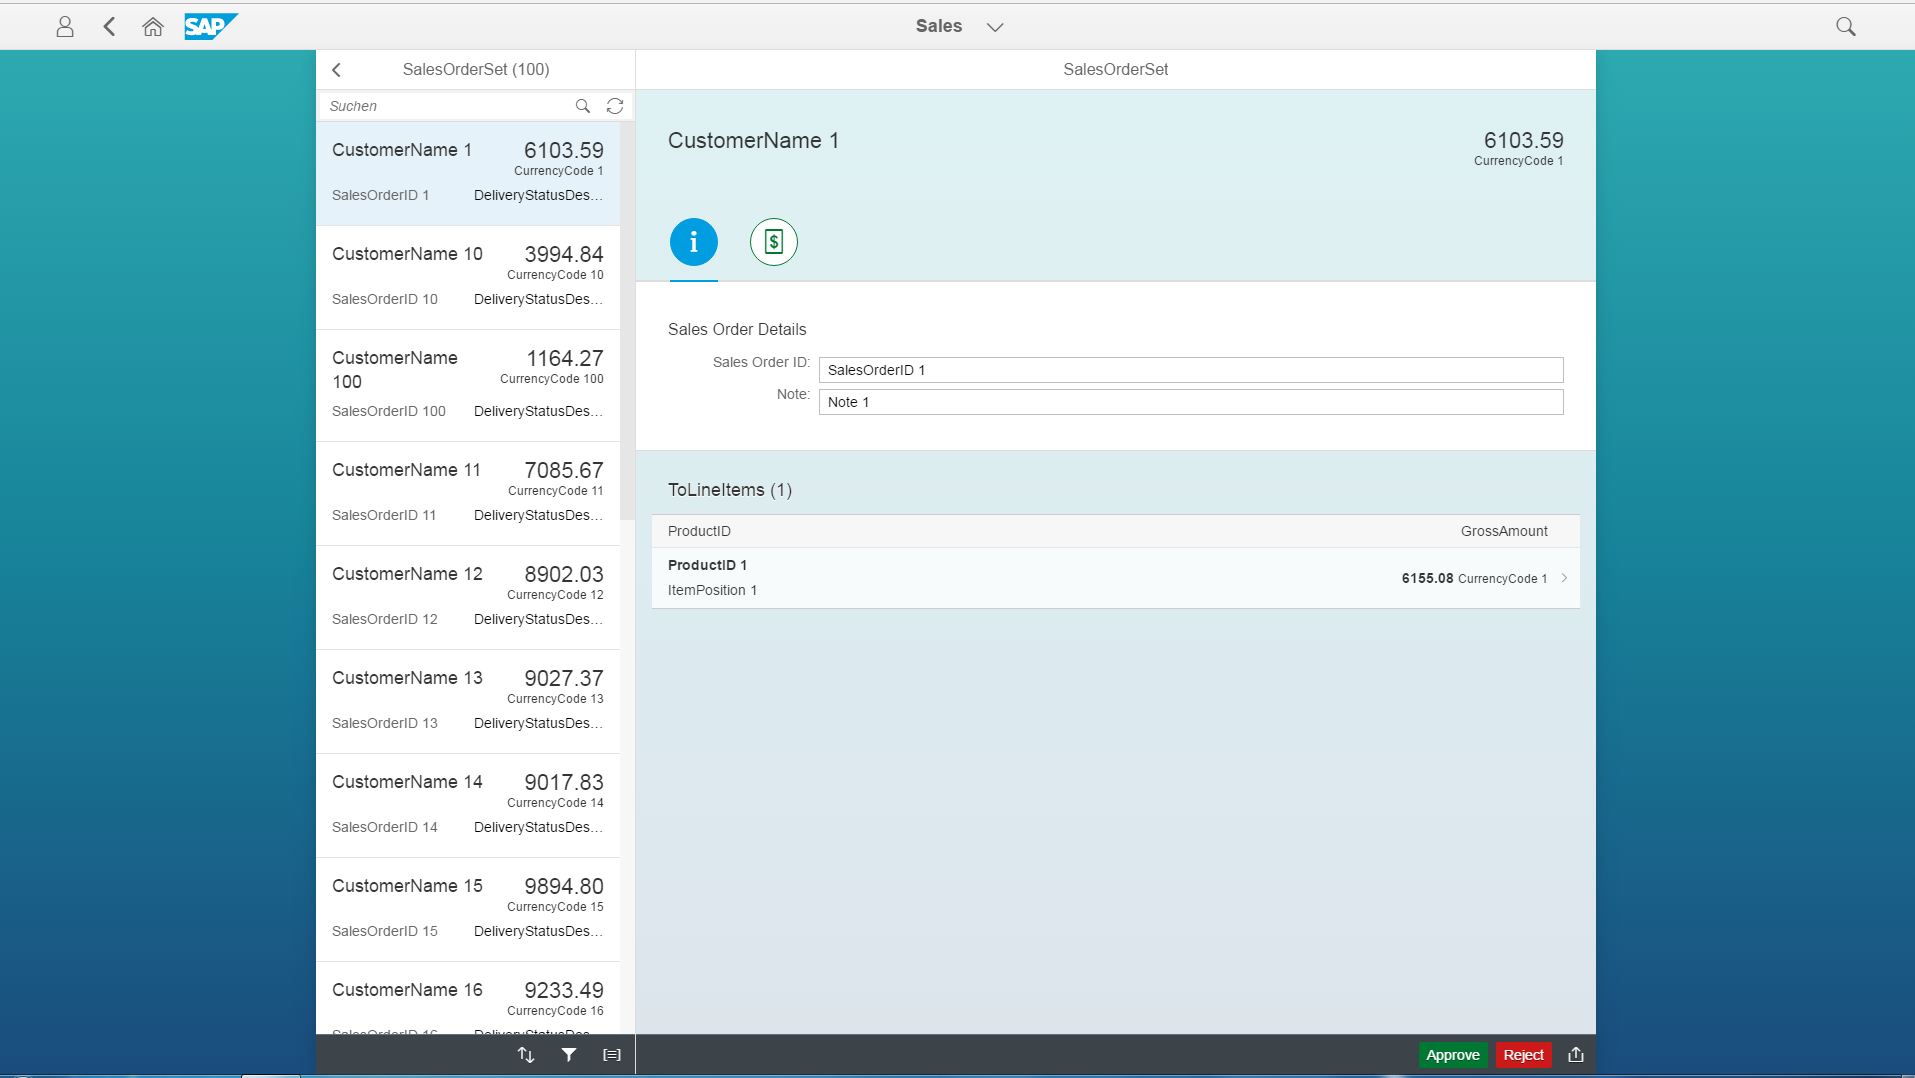 SAP
Sales
SalesOrderSet (100)
Suchen
CustomerName 1
6103.59
CurrencyCode 1
SalesOrderID 1
DeliveryStatusDes...
CustomerName 10
3994.84
CurrencyCode 10
SalesOrderID 10
DeliveryStatusDes...
CustomerName
100
1164.27
CurrencyCode 100
SalesOrderID 100
DeliveryStatusDes...
CustomerName 11
7085.67
CurrencyCode 11
SalesOrderID 11
DeliveryStatusDes...
CustomerName 12
8902.03
CurrencyCode 12
SalesOrderID 12
DeliveryStatusDes...
CustomerName 13
9027.37
CurrencyCode 13
SalesOrderID 13
DeliveryStatusDes...
CustomerName 14
9017.83
CurrencyCode 14
SalesOrderID 14
DeliveryStatusDes...
CustomerName 15
9894.80
CurrencyCode 15
SalesOrderID 15
DeliveryStatusDes...
CustomerName 16
9233.49
CurrencyCode 16
SalesOrderID 16
DeliveryStatusDes...
SalesOrderSet
CustomerName 1
6103.59
CurrencyCode 1
Sales Order Details
Sales Order ID: SalesOrderID 1
Note: Note 1
ToLineItems (1)
ProductID GrossAmount
ProductID 1
ItemPosition 1
6155.08 CurrencyCode 1
Approve Reject